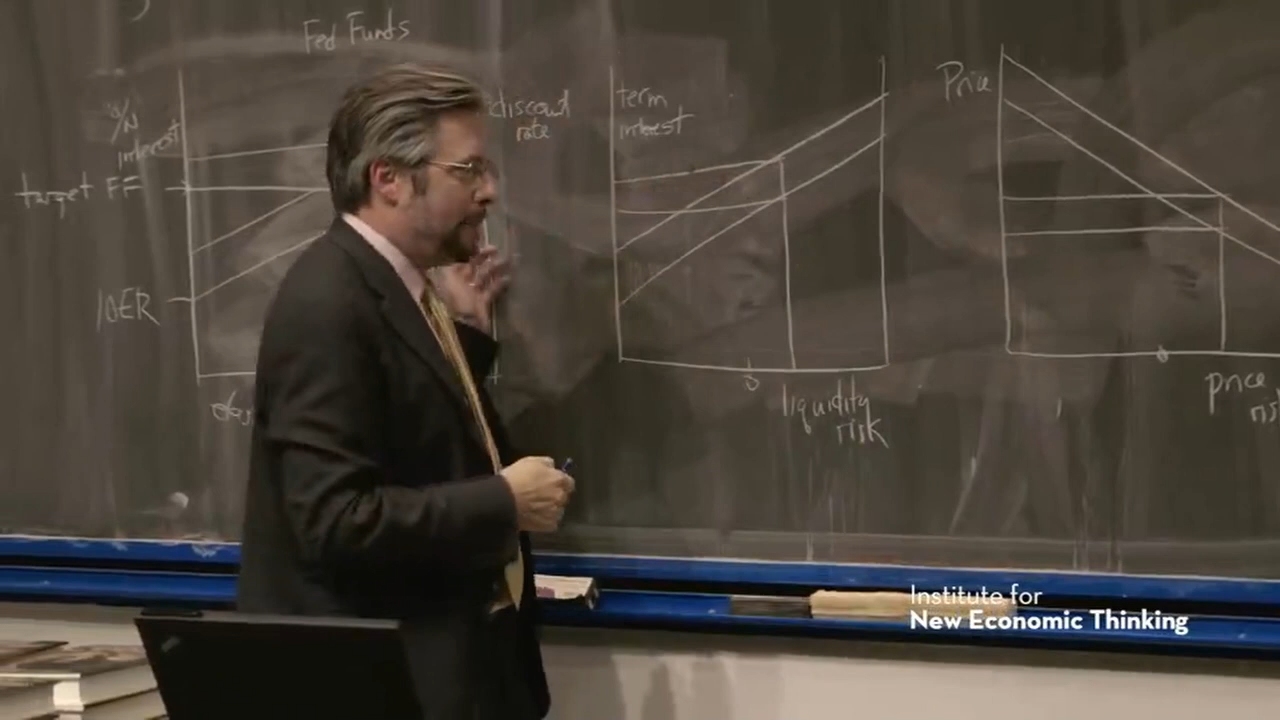 Fed Funds
O/N
interest
target FF
IOER
discount
rate
term
interest
liquidity
risk
Price
price
Institute for
New Economic Thinking